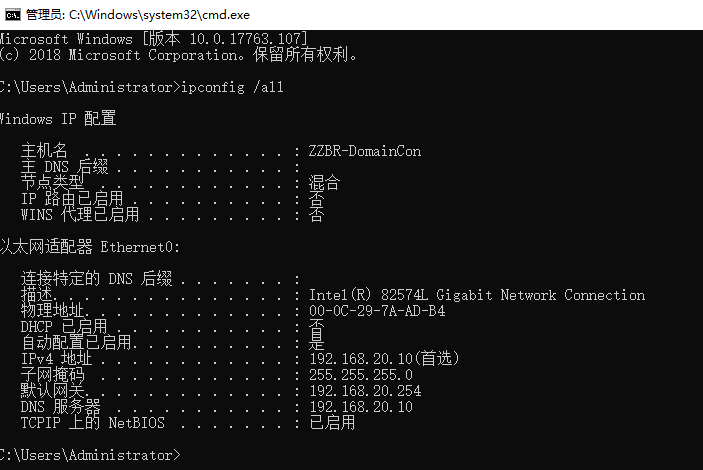 管理员: C:\Windows\system32\cmd.exe
Microsoft Windows [版本 10.0.17763.107]
(c) 2018 Microsoft Corporation。保留所有权利。
C:\Users\Administrator>ipconfig /all
Windows IP 配置
主机名 . . . . . . . . . . . . . : ZZBR-DomainCon
主 DNS 后缀 . . . . . . . . . . . :
节点类型 . . . . . . . . . . . . : 混合
IP 路由已启用 . . . . . . . . . . : 否
WINS 代理已启用 . . . . . . . . . : 否
以太网适配器 Ethernet0:
连接特定的 DNS 后缀 . . . . . . . :
描述. . . . . . . . . . . . . . . : Intel(R) 82574L Gigabit Network Connection
物理地址. . . . . . . . . . . . . : 00-0C-29-7A-AD-B4
DHCP 已启用 . . . . . . . . . . . : 否
自动配置已启用. . . . . . . . . . : 是
IPv4 地址 . . . . . . . . . . . . : 192.168.20.10(首选)
子网掩码 . . . . . . . . . . . . : 255.255.255.0
默认网关. . . . . . . . . . . . . : 192.168.20.254
DNS 服务器 . . . . . . . . . . . : 192.168.20.10
TCPIP 上的 NetBIOS . . . . . . . : 已启用
C:\Users\Administrator>